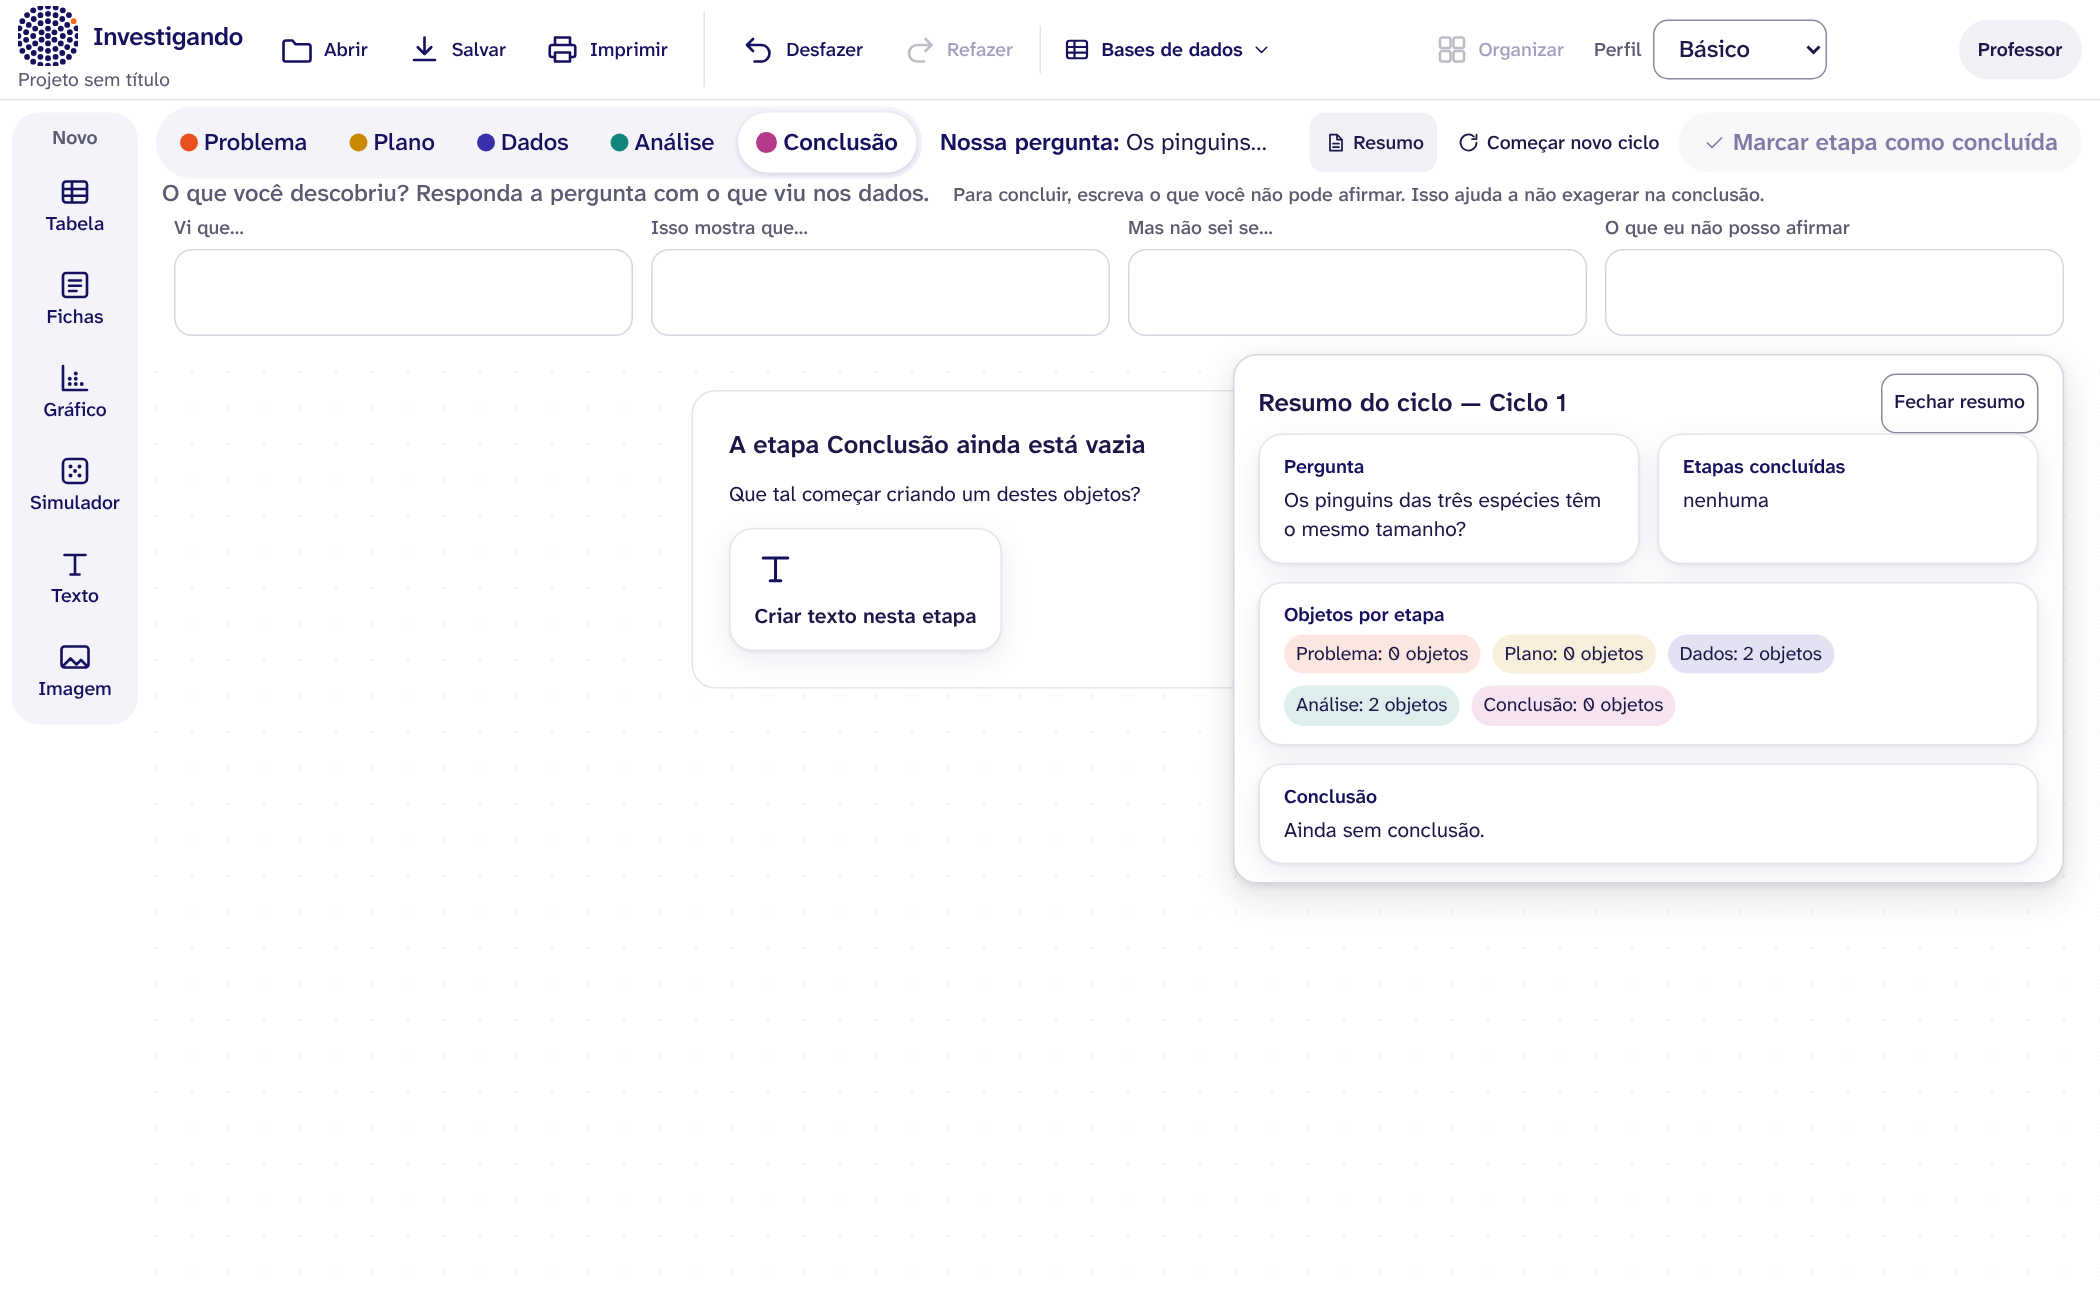 Investigando
Projeto sem título
Abrir
Salvar
Imprimir
Desfazer
Refazer
Bases de dados
Organizar
Perfil
Básico
Professor
Novo
Tabela
Fichas
Gráfico
Simulador
Texto
Imagem
Problema
Plano
Dados
Análise
Conclusão
Nossa pergunta: Os pinguins...
Resumo
Começar novo ciclo
Marcar etapa como concluída
O que você descobriu? Responda a pergunta com o que viu nos dados.
Para concluir, escreva o que você não pode afirmar. Isso ajuda a não exagerar na conclusão.
Vi que...
Isso mostra que...
Mas não sei se...
O que eu não posso afirmar
A etapa Conclusão ainda está vazia
Que tal começar criando um destes objetos?
Criar texto nesta etapa
Resumo do ciclo — Ciclo 1
Fechar resumo
Pergunta
Os pinguins das três espécies têm
o mesmo tamanho?
Etapas concluídas
nenhuma
Objetos por etapa
Problema: 0 objetos
Plano: 0 objetos
Dados: 2 objetos
Análise: 2 objetos
Conclusão: 0 objetos
Conclusão
Ainda sem conclusão.